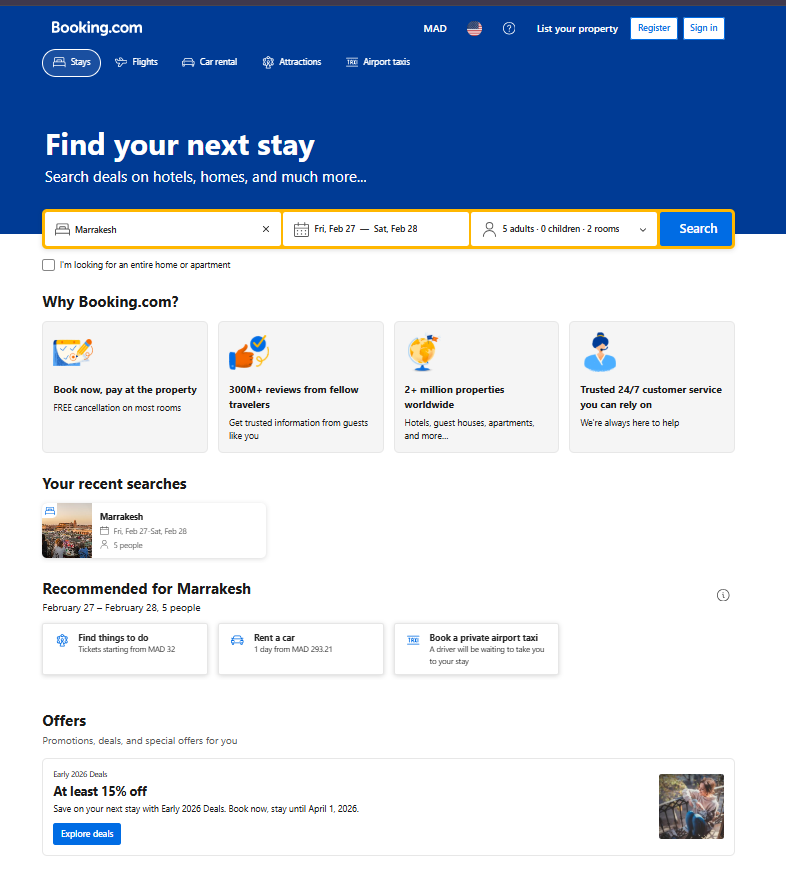 Booking.com
MAD
List your property
Register
Sign in
Stays
Flights
Car rental
Attractions
TAXI
Airport taxis
Find your next stay
Search deals on hotels, homes, and much more...
Marrakesh
Fri, Feb 27 — Sat, Feb 28
5 adults · 0 children · 2 rooms
Search
I'm looking for an entire home or apartment
Why Booking.com?
Book now, pay at the property
FREE cancellation on most rooms
300M+ reviews from fellow
travelers
Get trusted information from guests
like you
2+ million properties
worldwide
Hotels, guest houses, apartments,
and more...
Trusted 24/7 customer service
you can rely on
We're always here to help
Your recent searches
Marrakesh
Fri, Feb 27-Sat, Feb 28
5 people
Recommended for Marrakesh
February 27 – February 28, 5 people
Find things to do
Tickets starting from MAD 32
Rent a car
1 day from MAD 293.21
TAXI
Book a private airport taxi
A driver will be waiting to take you
to your stay
Offers
Promotions, deals, and special offers for you
Early 2026 Deals
At least 15% off
Save on your next stay with Early 2026 Deals. Book now, stay until April 1, 2026.
Explore deals